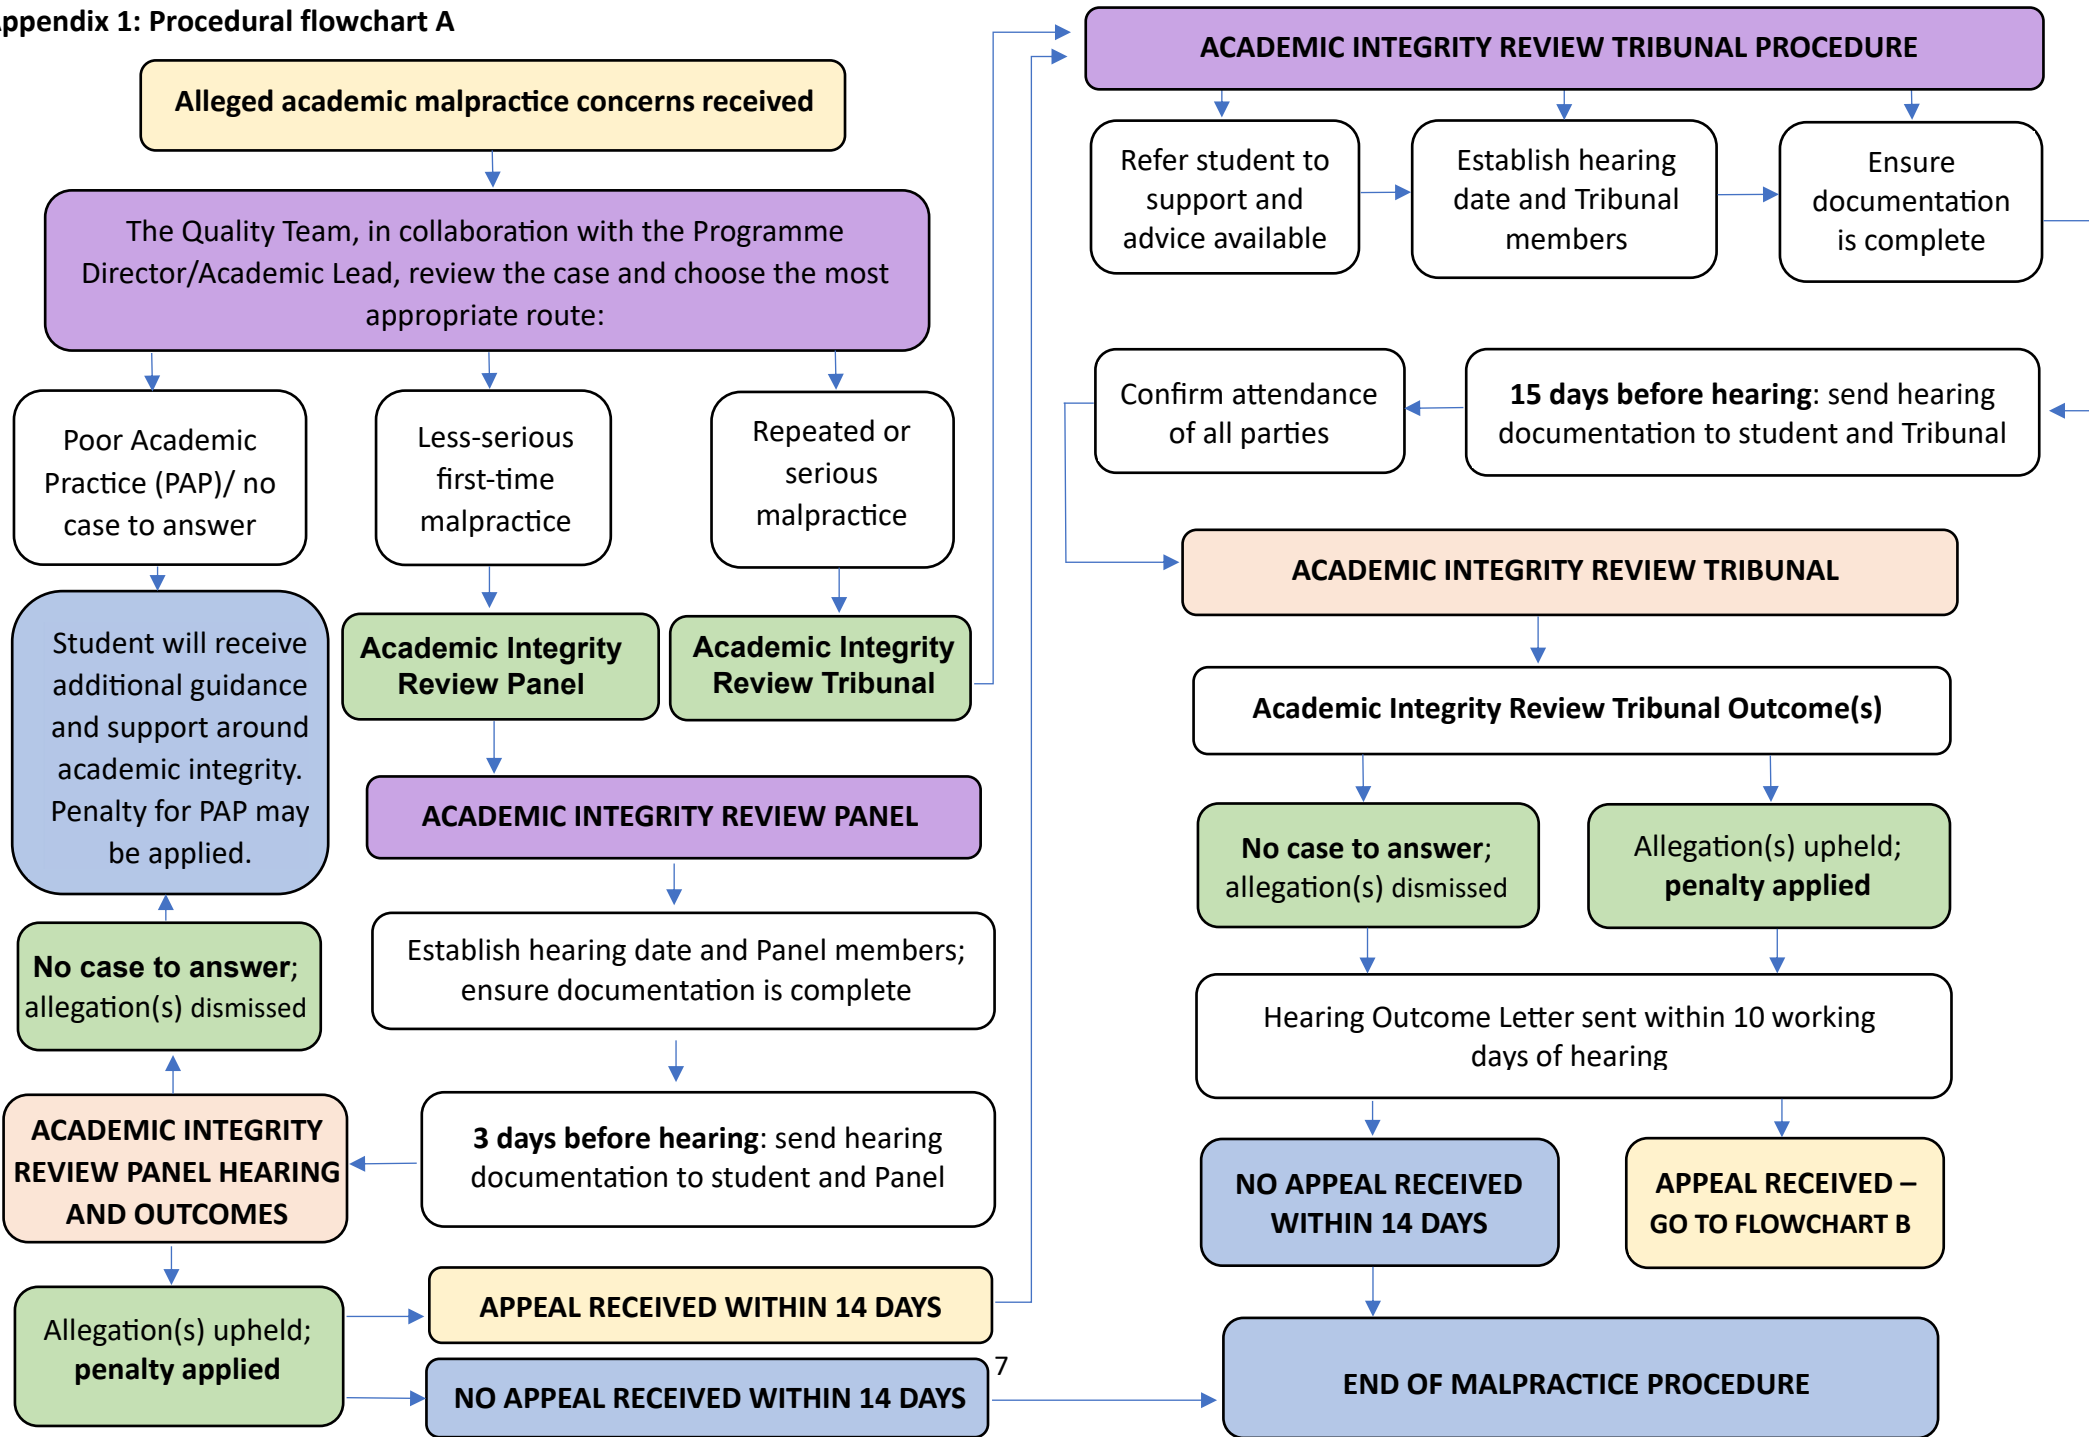 Appendix 1: Procedural flowchart A
Alleged academic malpractice concerns received
The Quality Team, in collaboration with the Programme
Director/Academic Lead, review the case and choose the most
appropriate route:
Poor Academic
Practice (PAP)/ no
case to answer
Less-serious
first-time
malpractice
Repeated or
serious
malpractice
Student will receive
additional guidance
and support around
academic integrity.
Penalty for PAP may
be applied.
Academic Integrity
Review Panel
Academic Integrity
Review Tribunal
ACADEMIC INTEGRITY REVIEW PANEL
Establish hearing date and Panel members;
ensure documentation is complete
No case to answer;
allegation(s) dismissed
3 days before hearing: send hearing
documentation to student and Panel
ACADEMIC INTEGRITY
REVIEW PANEL HEARING
AND OUTCOMES
Allegation(s) upheld;
penalty applied
APPEAL RECEIVED WITHIN 14 DAYS
NO APPEAL RECEIVED WITHIN 14 DAYS
7
ACADEMIC INTEGRITY REVIEW TRIBUNAL PROCEDURE
Refer student to
support and
advice available
Establish hearing
date and Tribunal
members
Ensure
documentation
is complete
15 days before hearing: send hearing
documentation to student and Tribunal
Confirm attendance
of all parties
ACADEMIC INTEGRITY REVIEW TRIBUNAL
Academic Integrity Review Tribunal Outcome(s)
No case to answer;
allegation(s) dismissed
Allegation(s) upheld;
penalty applied
Hearing Outcome Letter sent within 10 working
days of hearing
NO APPEAL RECEIVED
WITHIN 14 DAYS
APPEAL RECEIVED –
GO TO FLOWCHART B
END OF MALPRACTICE PROCEDURE